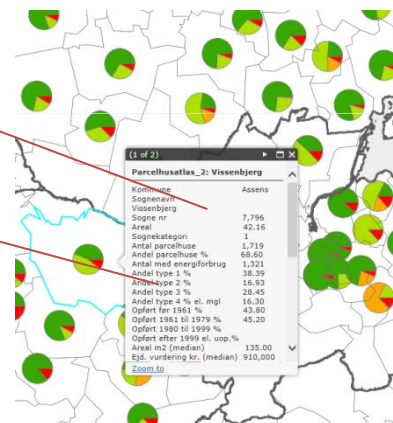 (1 of 2)
Parcelhusatlas_2: Vissenbjerg
Kommune Assens
Sognenavn
Vissenbjerg
Sogne nr 7,796
Areal 42.16
Sognekategori 1
Antal parcelhuse 1,719
Andel parcelhuse % 68.60
Antal med energiforbrug 1,321
Andel type 1 % 38.39
Andel type 2 % 16.93
Andel type 3 % 28.45
Andel type 4 % el. mgl 16.30
Opført før 1961 % 43.80
Opført 1961 til 1979 % 45.20
Opført 1980 til 1999 %
Opført efter 1999 el. uop.%
Areal m2 (median) 135.00
Ejd. vurdering kr. (median) 910,000
Zoom to